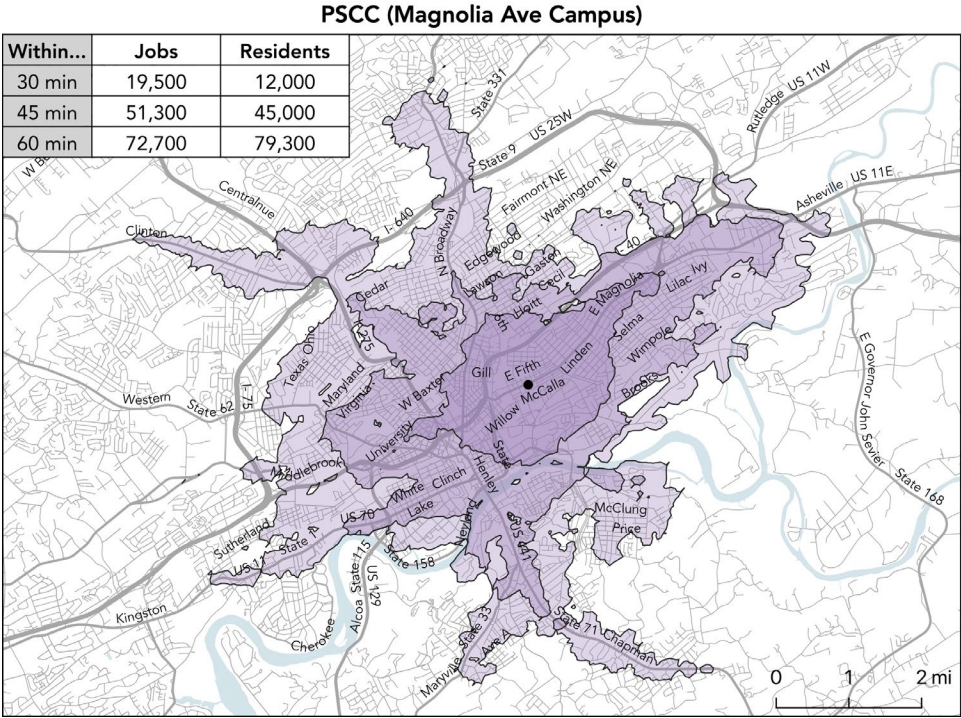 PSCC (Magnolia Ave Campus)
Within... Jobs Residents
30 min 19,500 12,000
45 min 51,300 45,000
60 min 72,700 79,300
State 331
Rutledge US 11W
US 25W
State 9
Centralnue
Fairmont NE
Washington NE
Asheville US 11E
I-640
Clinton
N Broadway
Edgewood
I-40
Gaston
Cecil
Lawson
Cedar
Hoitt
E Magnolia
Lilac
Ivy
I-275
Selma
Wimpole
Texas
Ohio
Gill
E Fifth
Linden
Maryland
Virginia
W Baxter
McCalla
Brooks
I-75
Western
State 62
Willow
E Governor John Sevier
University
State
Middlebrook
Henley
White
Clinch
State 168
US 70
Lake
Neyland
McClung
Price
US 441
Sutherland
State 1
US 11
State 158
State 115
US 129
Alcoa
Kingston
Cherokee
State 33
Ave A
State 71
Chapman
Maryville
0 1 2 mi